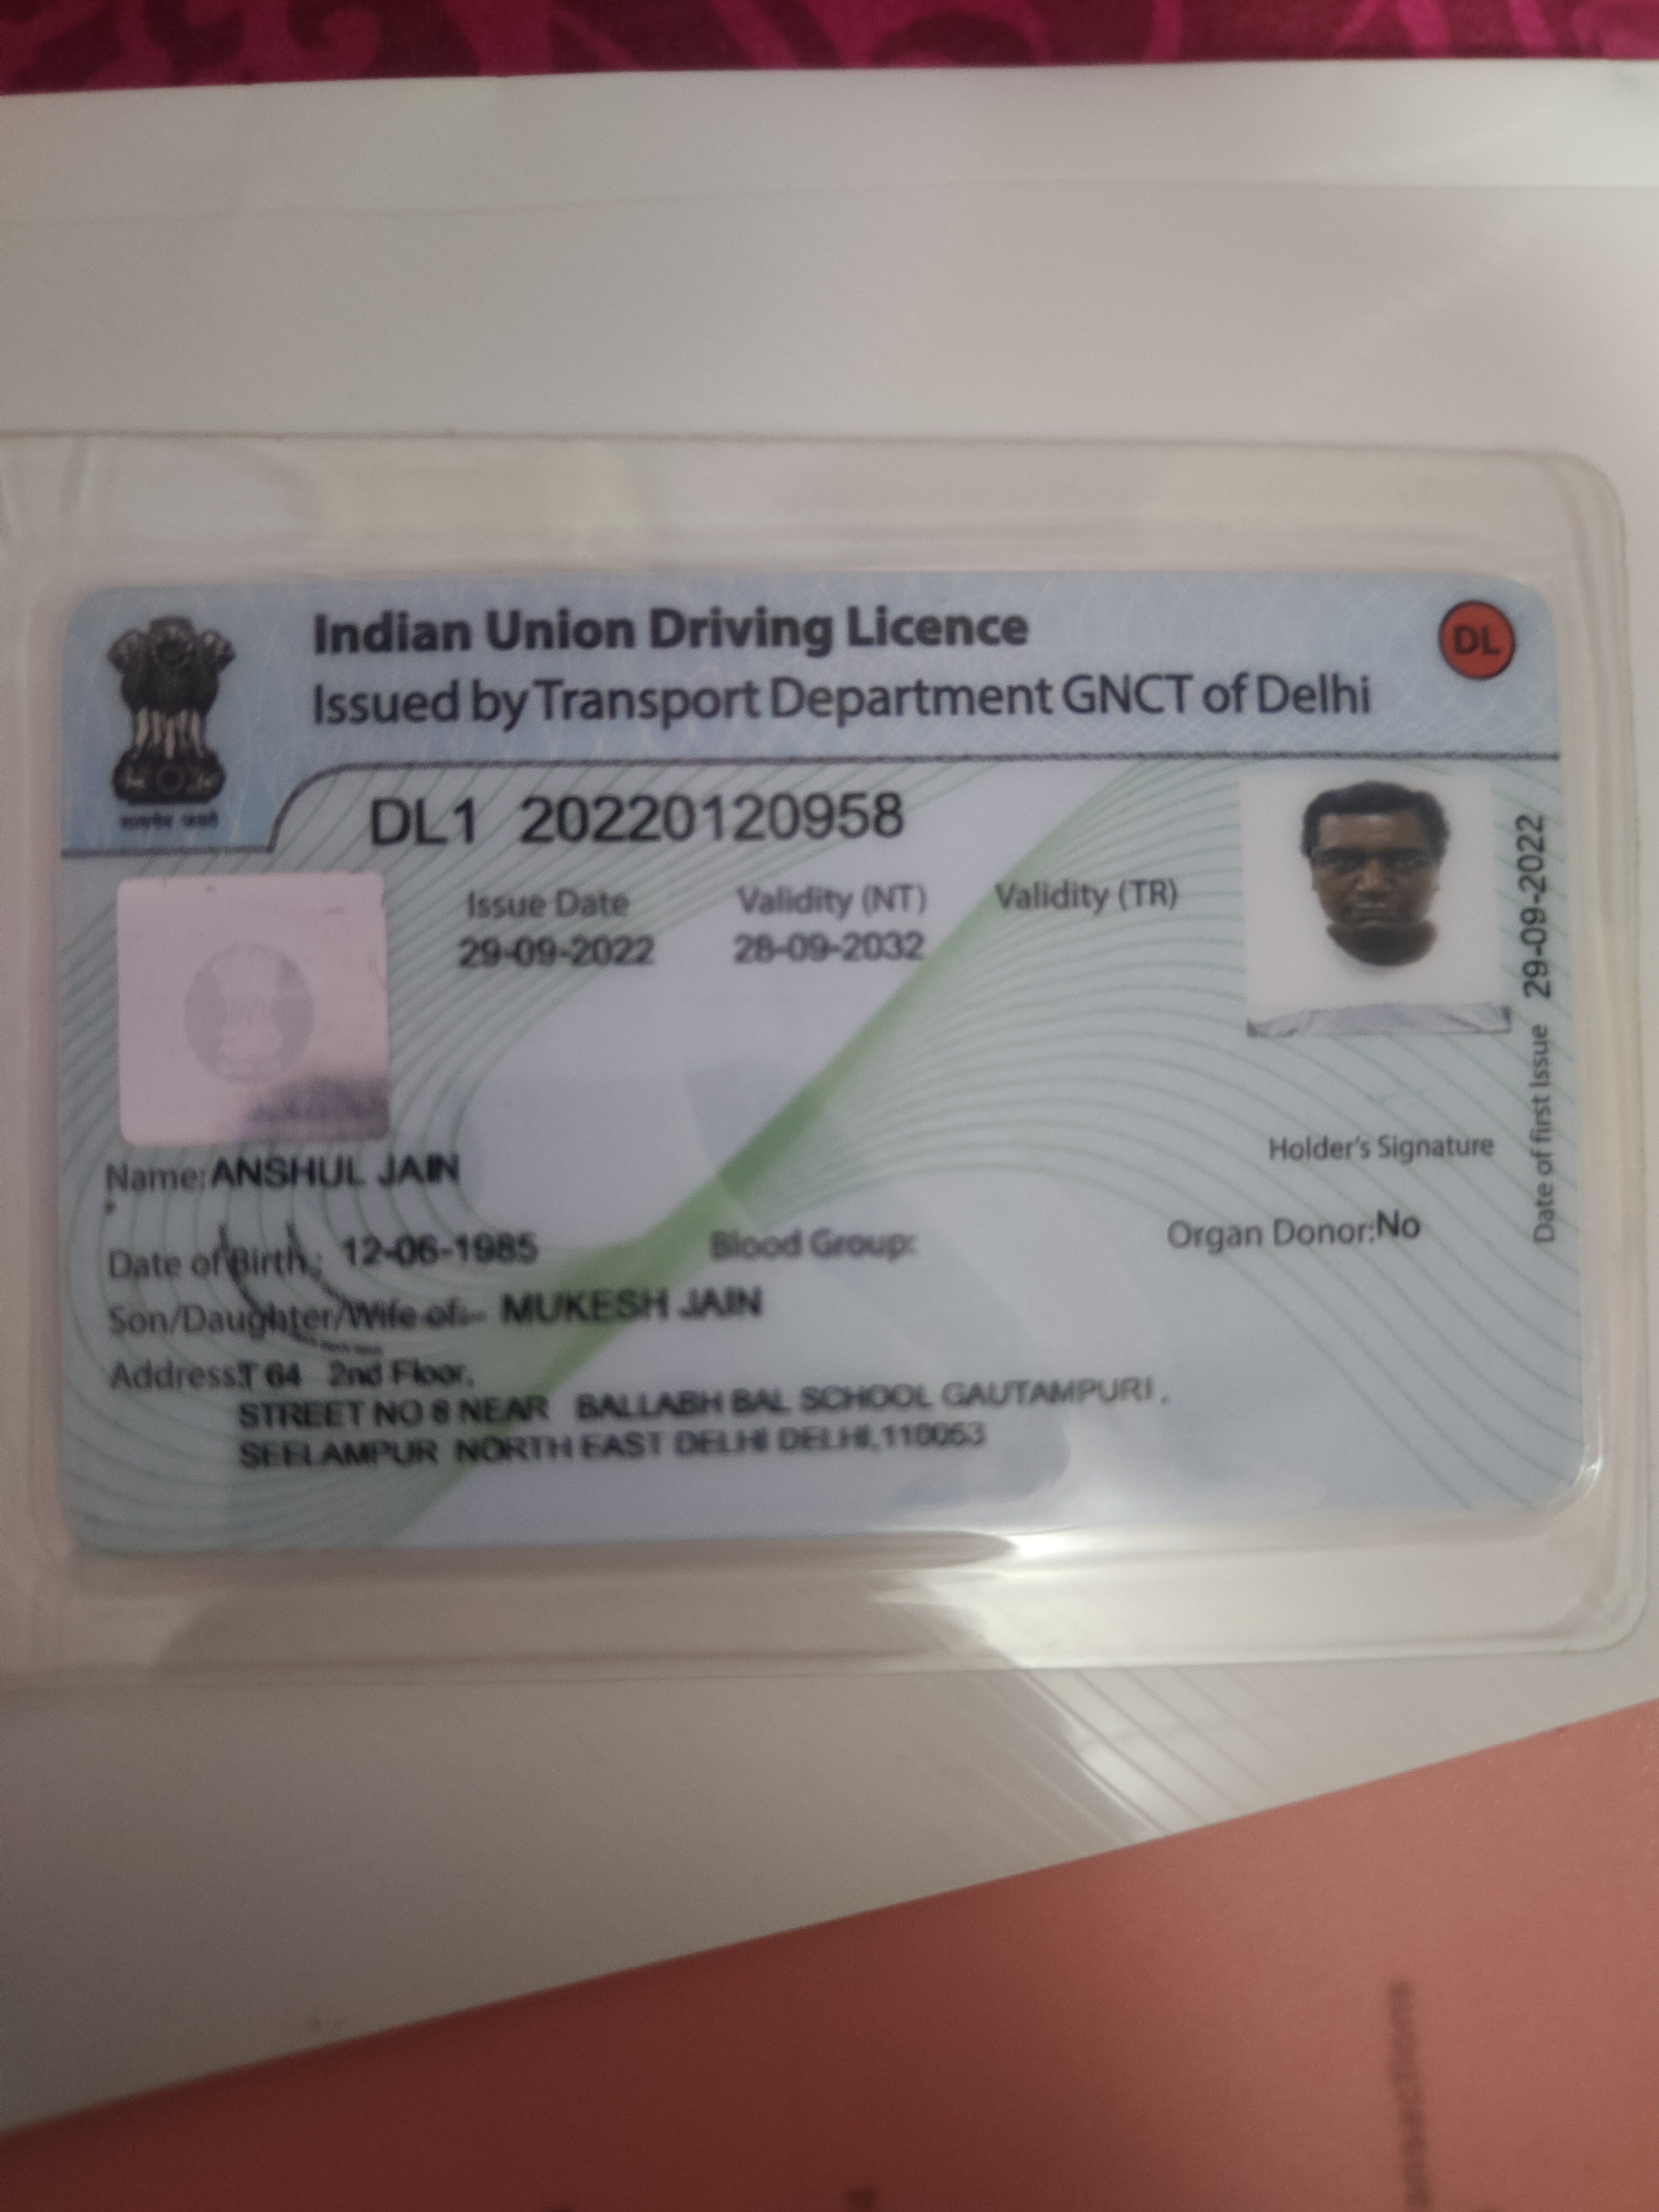 Indian Union Driving Licence
Issued by Transport Department GNCT of Delhi
DL
सत्यमेव जयते
DL1 20220120958
Issue Date Validity (NT) Validity (TR)
29-09-2022 28-09-2032
Date of first Issue 29-09-2022
Holder's Signature
Name: ANSHUL JAIN
Date of Birth : 12-06-1985 Blood Group: Organ Donor: No
Son/Daughter/Wife of: MUKESH JAIN
Address: T 64 2nd Floor,
STREET NO 8 NEAR BALLABH BAL SCHOOL GAUTAMPURI ,
SEELAMPUR NORTH EAST DELHI DELHI, 110053